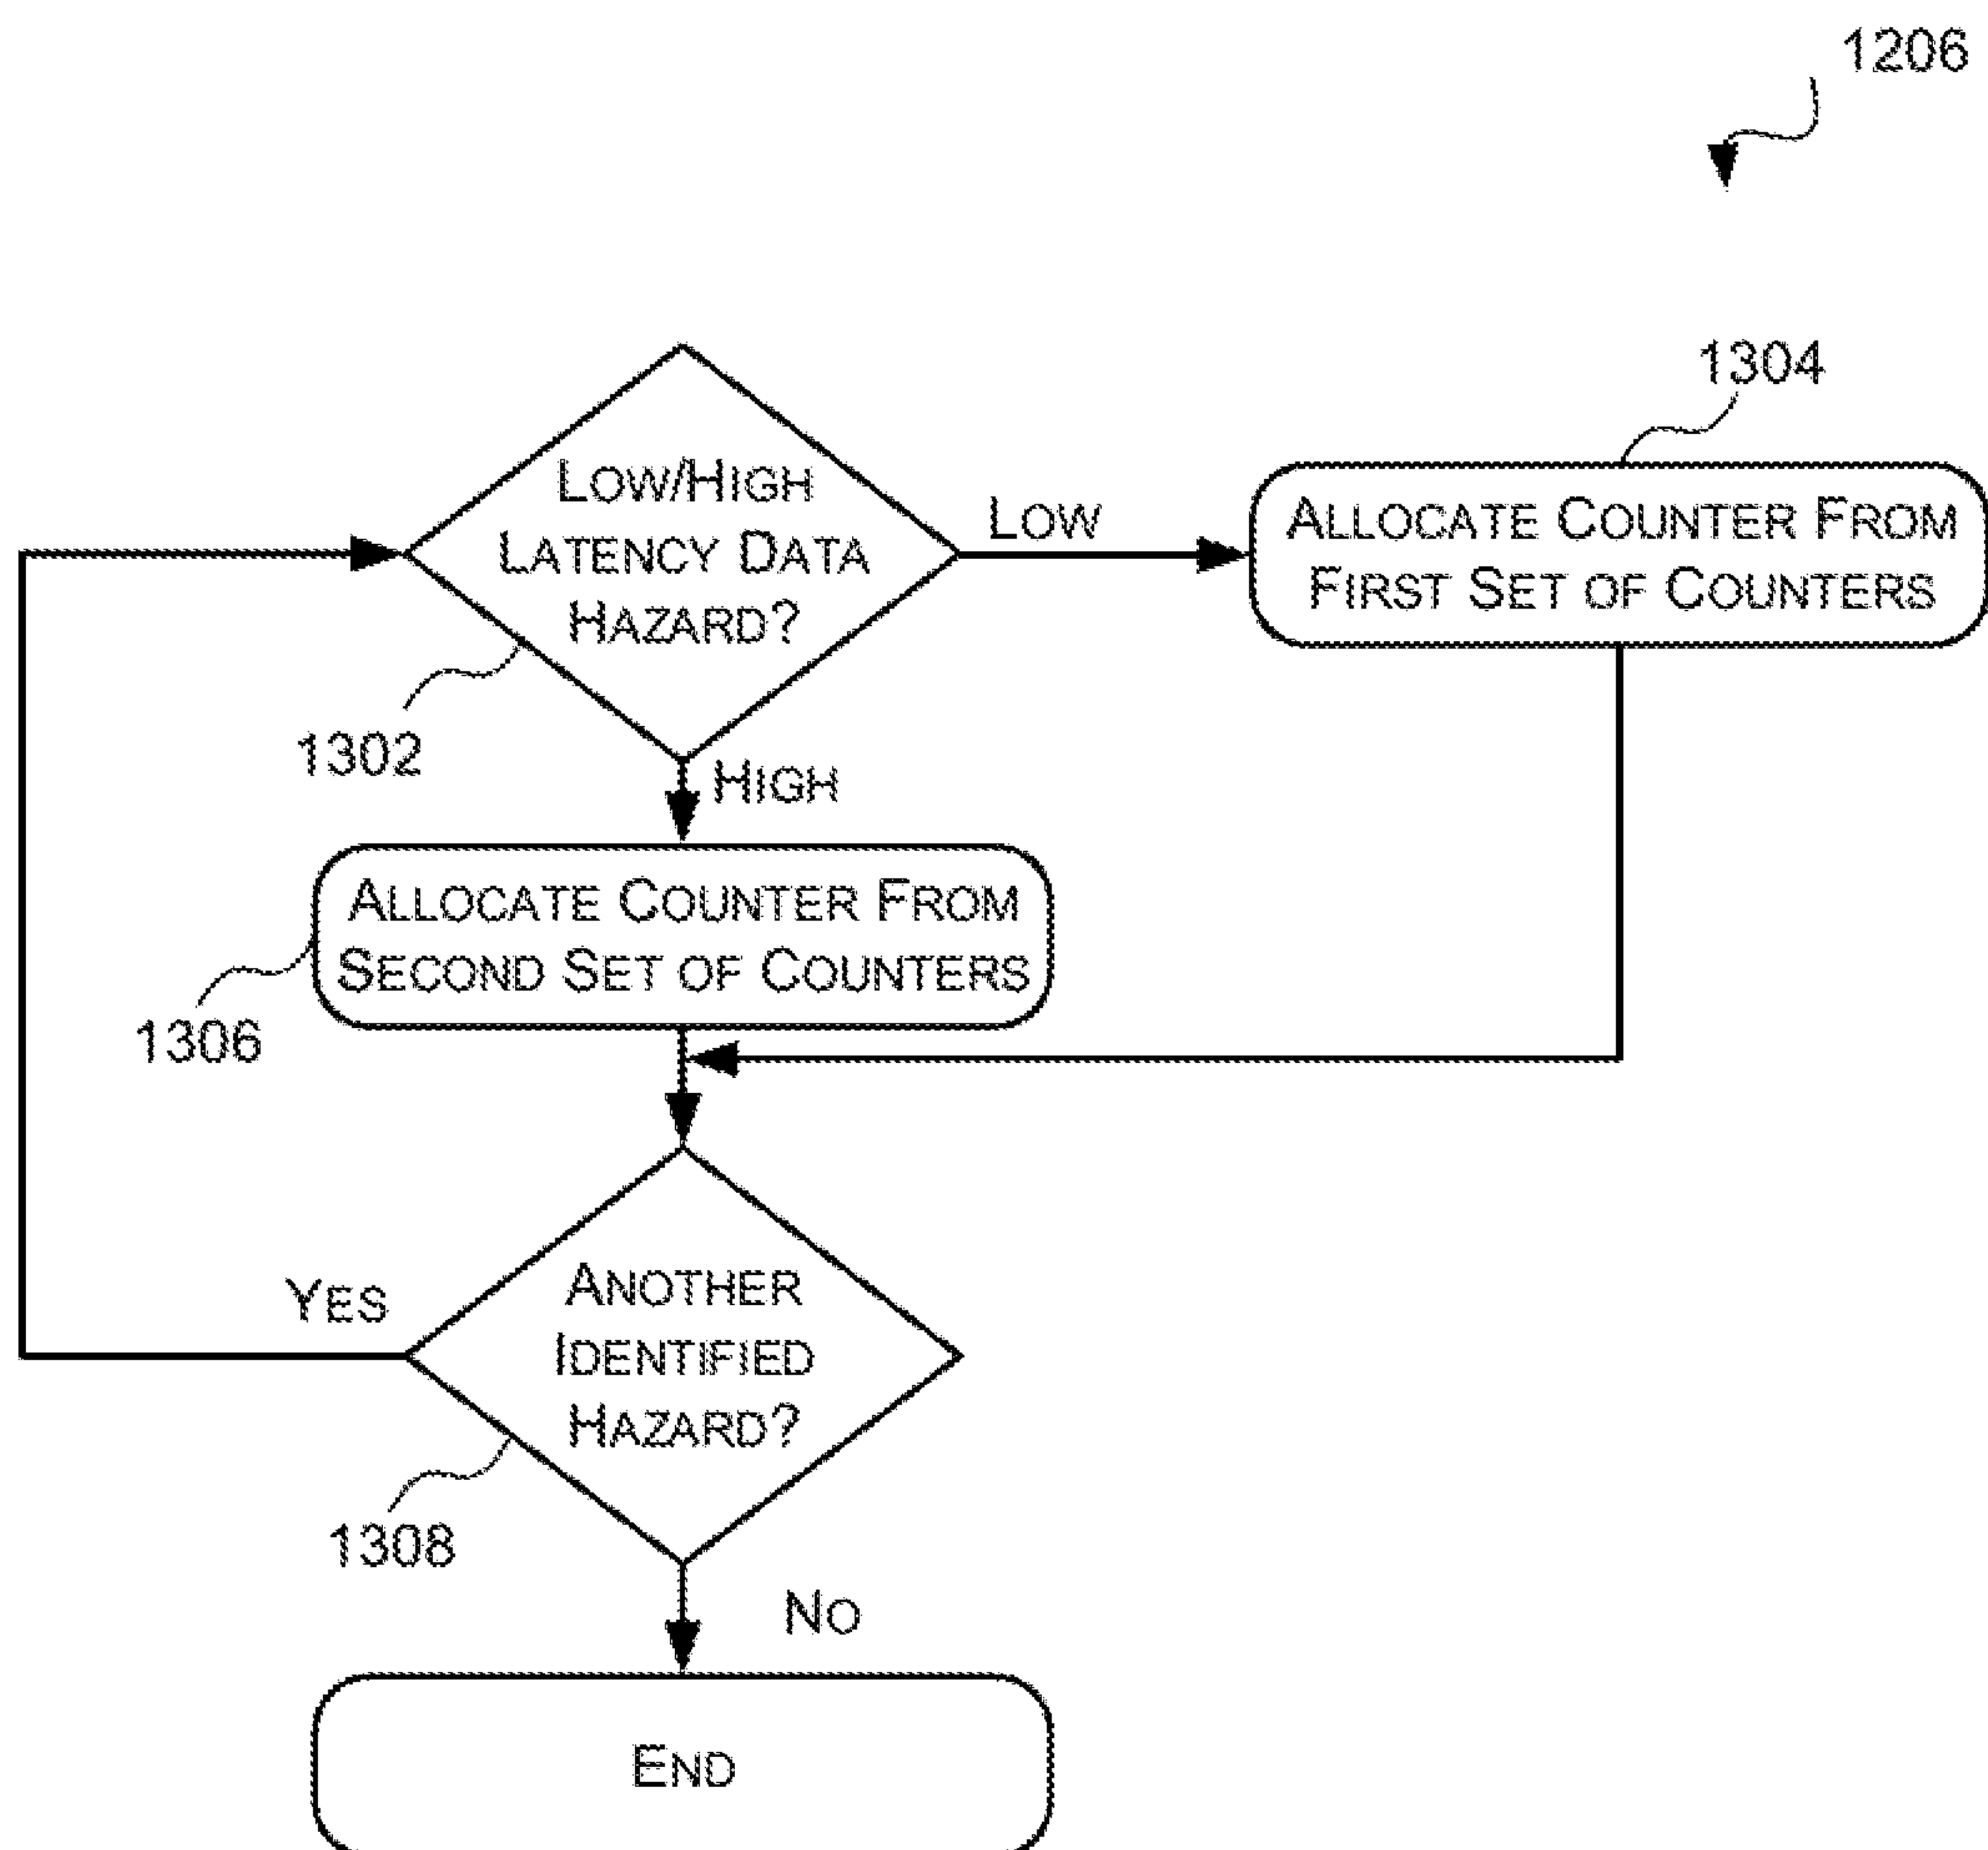 1206
1304
LOW/HIGH
LATENCY DATA
HAZARD?
LOW
ALLOCATE COUNTER FROM
FIRST SET OF COUNTERS
1302
HIGH
ALLOCATE COUNTER FROM
SECOND SET OF COUNTERS
1306
YES
ANOTHER
IDENTIFIED
HAZARD?
1308
NO
END